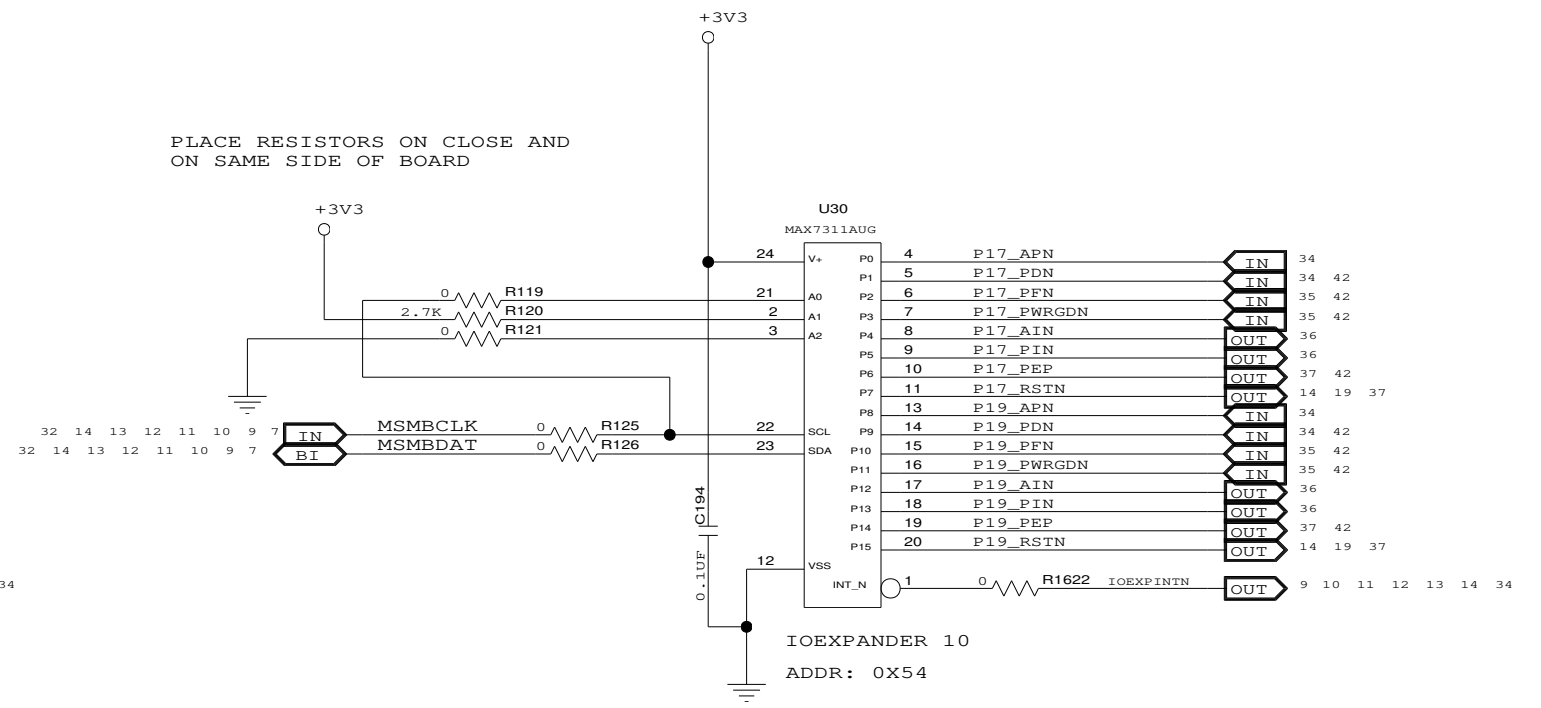 +3V3
PLACE RESISTORS ON CLOSE AND
ON SAME SIDE OF BOARD
+3V3
U30
MAX7311AUG
24 V+ P0 4 P17_APN IN 34
P1 5 P17_PDN IN 34 42
0 R119 21 A0 P2 6 P17_PFN IN 35 42
2.7K R120 2 A1 P3 7 P17_PWRGDN IN 35 42
0 R121 3 A2 P4 8 P17_AIN OUT 36
P5 9 P17_PIN OUT 36
P6 10 P17_PEP OUT 37 42
P7 11 P17_RSTN OUT 14 19 37
P8 13 P19_APN IN 34
32 14 13 12 11 10 9 7 IN MSMBCLK 0 R125 22 SCL P9 14 P19_PDN IN 34 42
32 14 13 12 11 10 9 7 BI MSMBDAT 0 R126 23 SDA P10 15 P19_PFN IN 35 42
P11 16 P19_PWRGDN IN 35 42
P12 17 P19_AIN OUT 36
P13 18 P19_PIN OUT 36
C194 P14 19 P19_PEP OUT 37 42
P15 20 P19_RSTN OUT 14 19 37
0.1UF 12 VSS
34 INT_N 1 0 R1622 IOEXPINTN OUT 9 10 11 12 13 14 34
IOEXPANDER 10
ADDR: 0X54